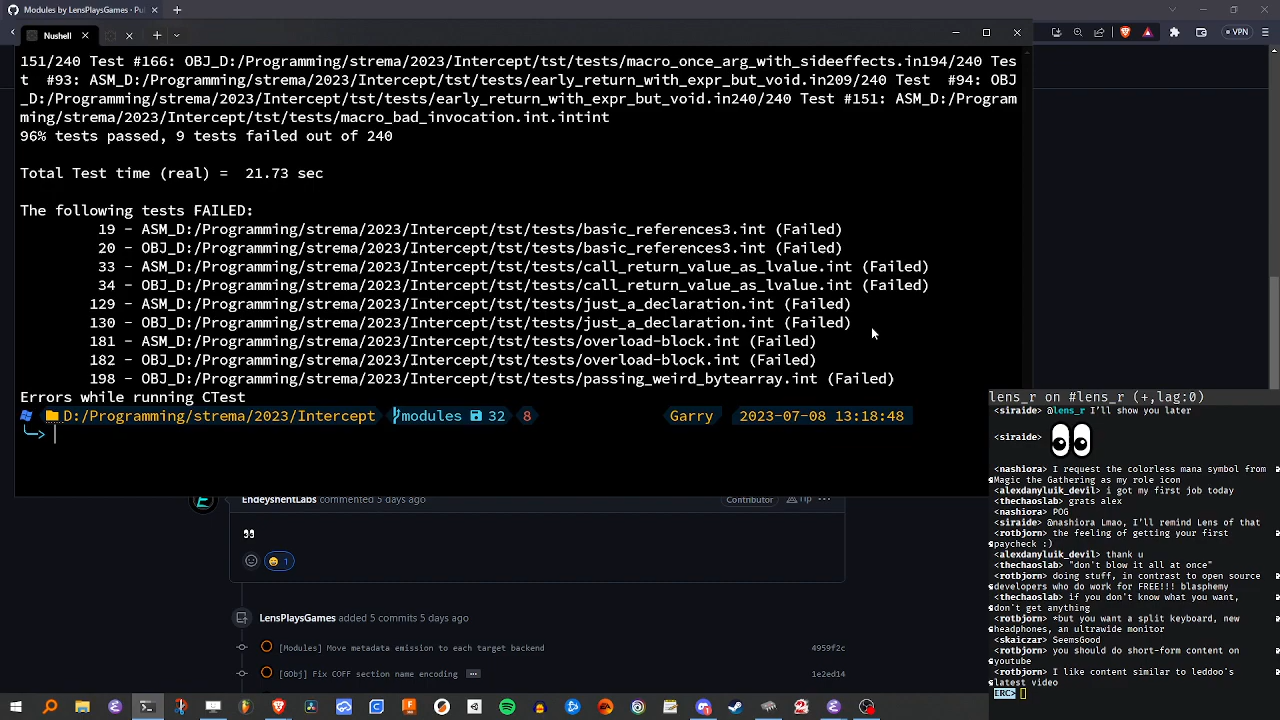 Modules by LensPlaysGames · Pu
Nushell
VPN
151/240 Test #166: OBJ_D:/Programming/strema/2023/Intercept/tst/tests/macro_once_arg_with_sideeffects.in194/240 Tes
t  #93: ASM_D:/Programming/strema/2023/Intercept/tst/tests/early_return_with_expr_but_void.in209/240 Test  #94: OBJ
_D:/Programming/strema/2023/Intercept/tst/tests/early_return_with_expr_but_void.in240/240 Test #151: ASM_D:/Program
ming/strema/2023/Intercept/tst/tests/macro_bad_invocation.int.intint
96% tests passed, 9 tests failed out of 240
Total Test time (real) =  21.73 sec
The following tests FAILED:
19 - ASM_D:/Programming/strema/2023/Intercept/tst/tests/basic_references3.int (Failed)
20 - OBJ_D:/Programming/strema/2023/Intercept/tst/tests/basic_references3.int (Failed)
33 - ASM_D:/Programming/strema/2023/Intercept/tst/tests/call_return_value_as_lvalue.int (Failed)
34 - OBJ_D:/Programming/strema/2023/Intercept/tst/tests/call_return_value_as_lvalue.int (Failed)
129 - ASM_D:/Programming/strema/2023/Intercept/tst/tests/just_a_declaration.int (Failed)
130 - OBJ_D:/Programming/strema/2023/Intercept/tst/tests/just_a_declaration.int (Failed)
181 - ASM_D:/Programming/strema/2023/Intercept/tst/tests/overload-block.int (Failed)
182 - OBJ_D:/Programming/strema/2023/Intercept/tst/tests/overload-block.int (Failed)
198 - OBJ_D:/Programming/strema/2023/Intercept/tst/tests/passing_weird_bytearray.int (Failed)
Errors while running CTest
D:/Programming/strema/2023/Intercept modules 32 8 Garry 2023-07-08 13:18:48
EndeyshentLabs commented 5 days ago Contributor
1
LensPlaysGames added 5 commits 5 days ago
[Modules] Move metadata emission to each target backend 4959f2c
[GObj] Fix COFF section name encoding ... 1e2ed14
lens_r on #lens_r (+,lag:0)
<siraide> @lens_r I'll show you later
<siraide>
<nashiora> I request the colorless mana symbol from
Magic the Gathering as my role icon
<alexdanyluik_devil> i got my first job today
<thechaoslab> grats alex
<nashiora> POG
<siraide> @nashiora Lmao, I'll remind Lens of that
<rotbjorn> the feeling of getting your first
paycheck :)
<alexdanyluik_devil> thank u
<thechaoslab> "don't blow it all at once"
<rotbjorn> doing stuff, in contrast to open source
developers who do work for FREE!!! blasphemy
<thechaoslab> if you don't know what you want,
don't get anything
<rotbjorn> *but you want a split keyboard, new
headphones, an ultrawide monitor
<skaiczar> SeemsGood
<rotbjorn> you should do short-form content on
youtube
<rotbjorn> I like content similar to leddoo's
latest video
ERC>